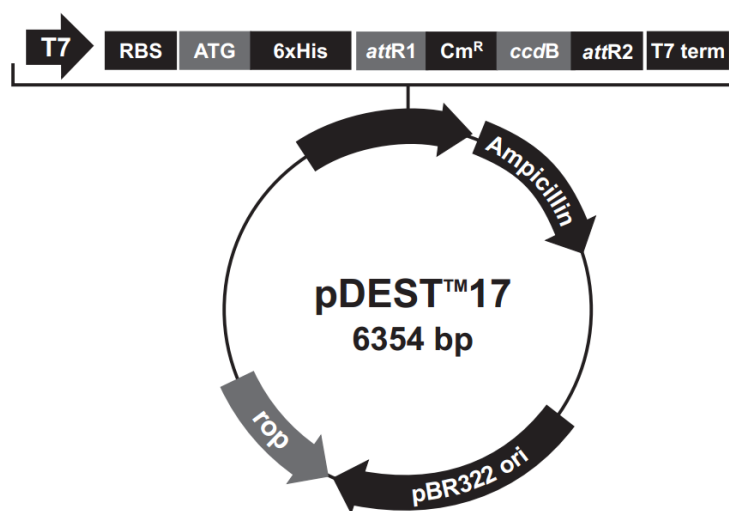 T7 RBS ATG 6xHis attR1 Cmᴿ ccdB attR2 T7 term
Ampicillin
pDEST™17
6354 bp
rop
pBR322 ori